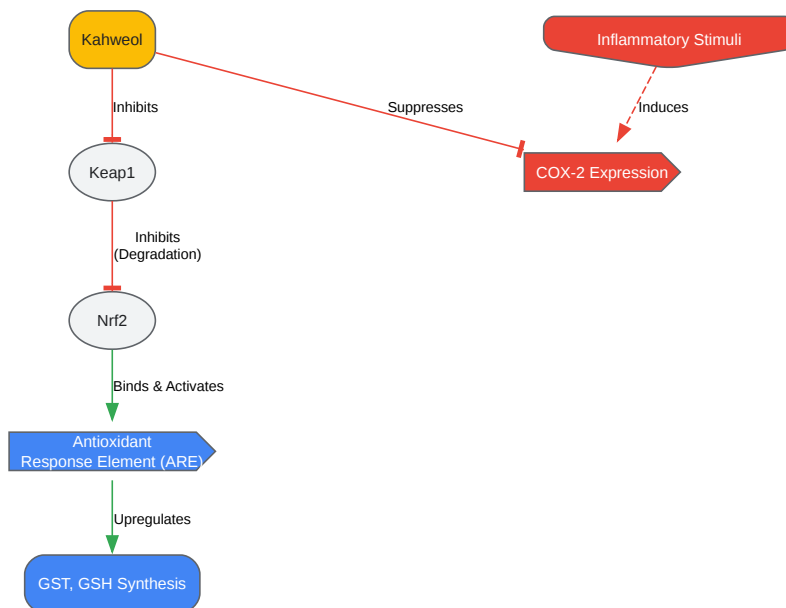 Kahweol
Inflammatory Stimuli
Inhibits
Suppresses
Induces
Keap1
COX-2 Expression
Inhibits
(Degradation)
Nrf2
Binds & Activates
Antioxidant
Response Element (ARE)
Upregulates
GST, GSH Synthesis